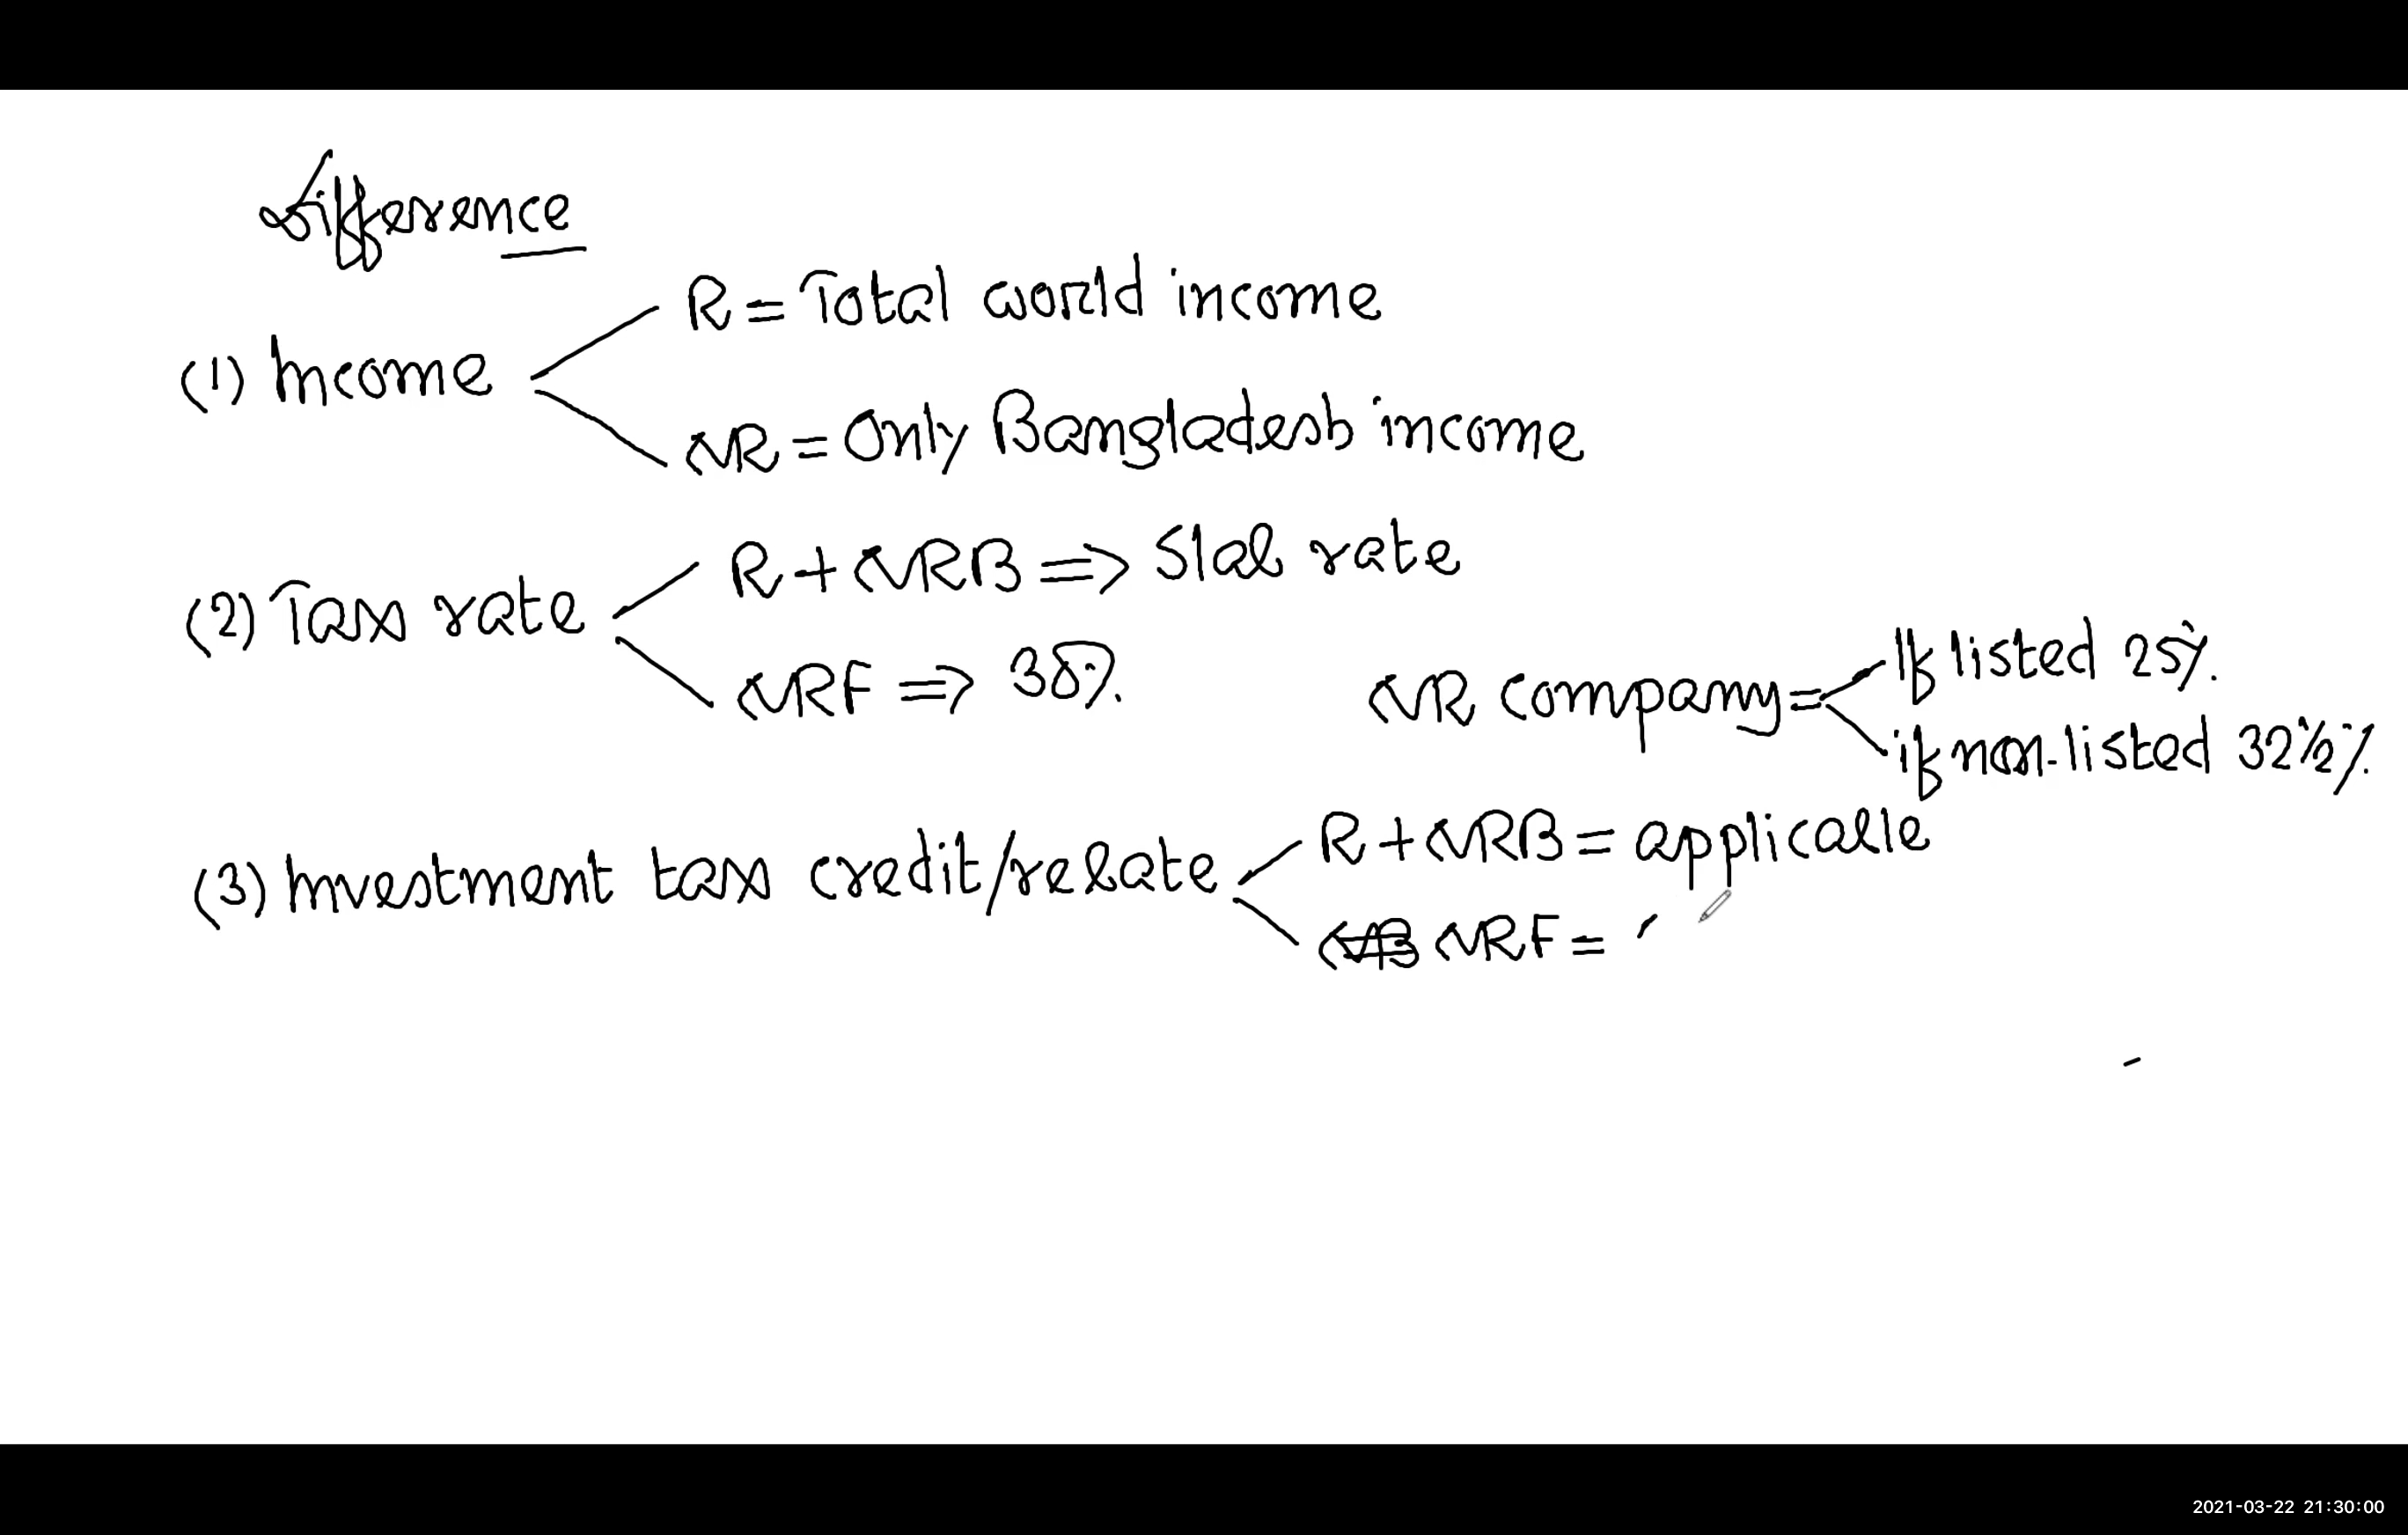 Difference
R = Total world income
(1) Income
NR = Only Bangladesh income
R + NRB ⇒ Slab rate
(2) Tax rate
NRF ⇒ 30%.
NR company =
If listed 25%.
if non-listed 32½%.
(3) Investment tax credit/rebate
R + NRB = applicable
NRF =
2021-03-22 21:30:00